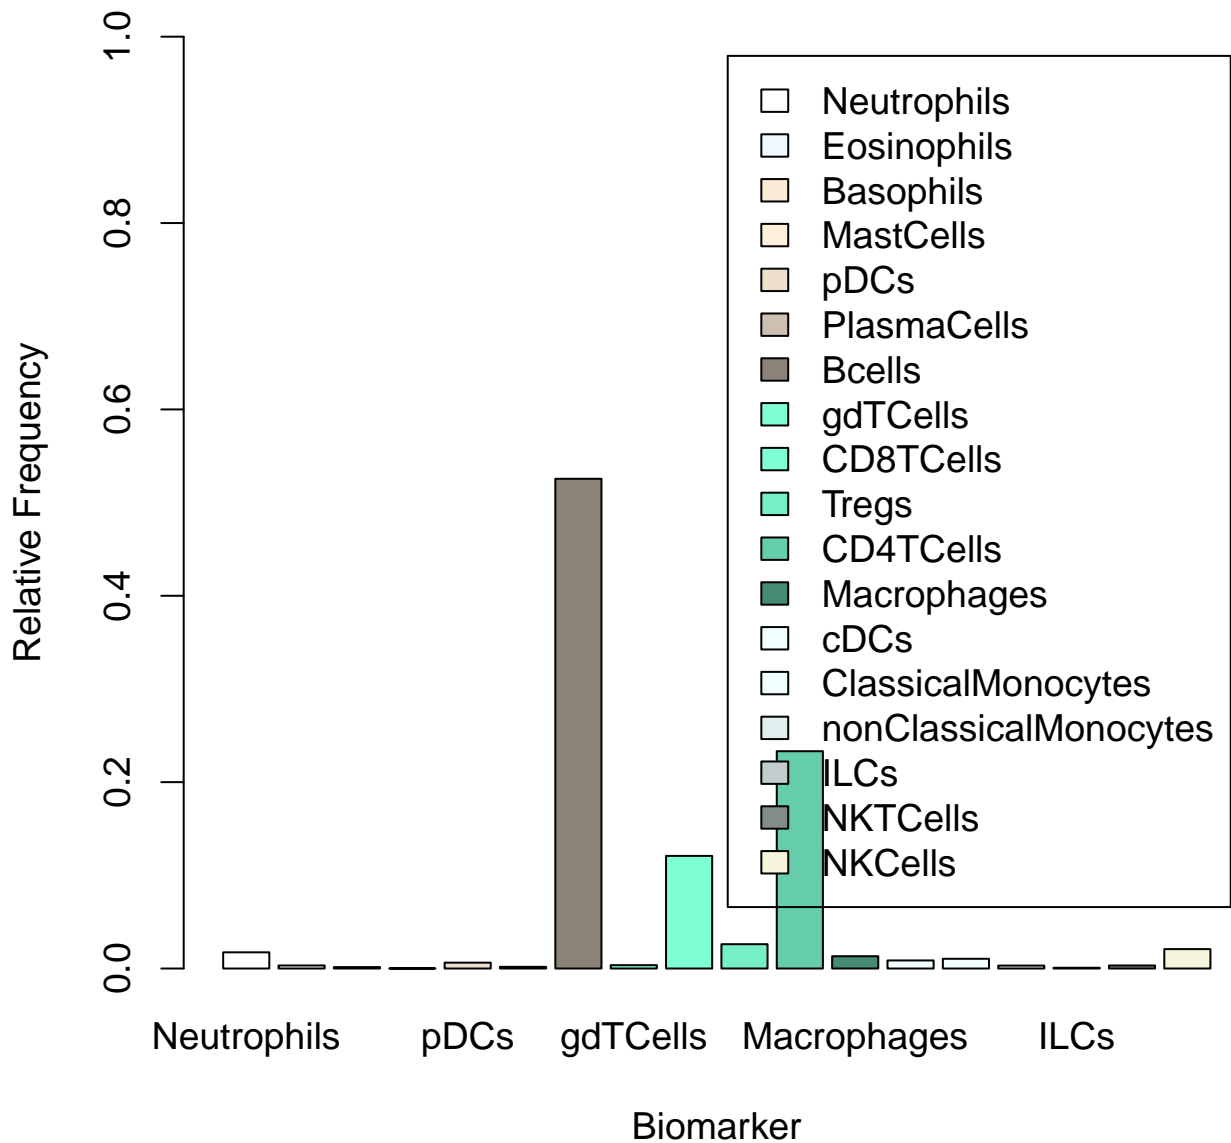 1.0
0.8
0.6
0.4
0.2
0.0
Relative Frequency
Neutrophils
Eosinophils
Basophils
MastCells
pDCs
PlasmaCells
Bcells
gdTCells
CD8TCells
Tregs
CD4TCells
Macrophages
cDCs
ClassicalMonocytes
nonClassicalMonocytes
ILCs
NKTCells
NKCells
Neutrophils pDCs gdTCells Macrophages ILCs
Biomarker